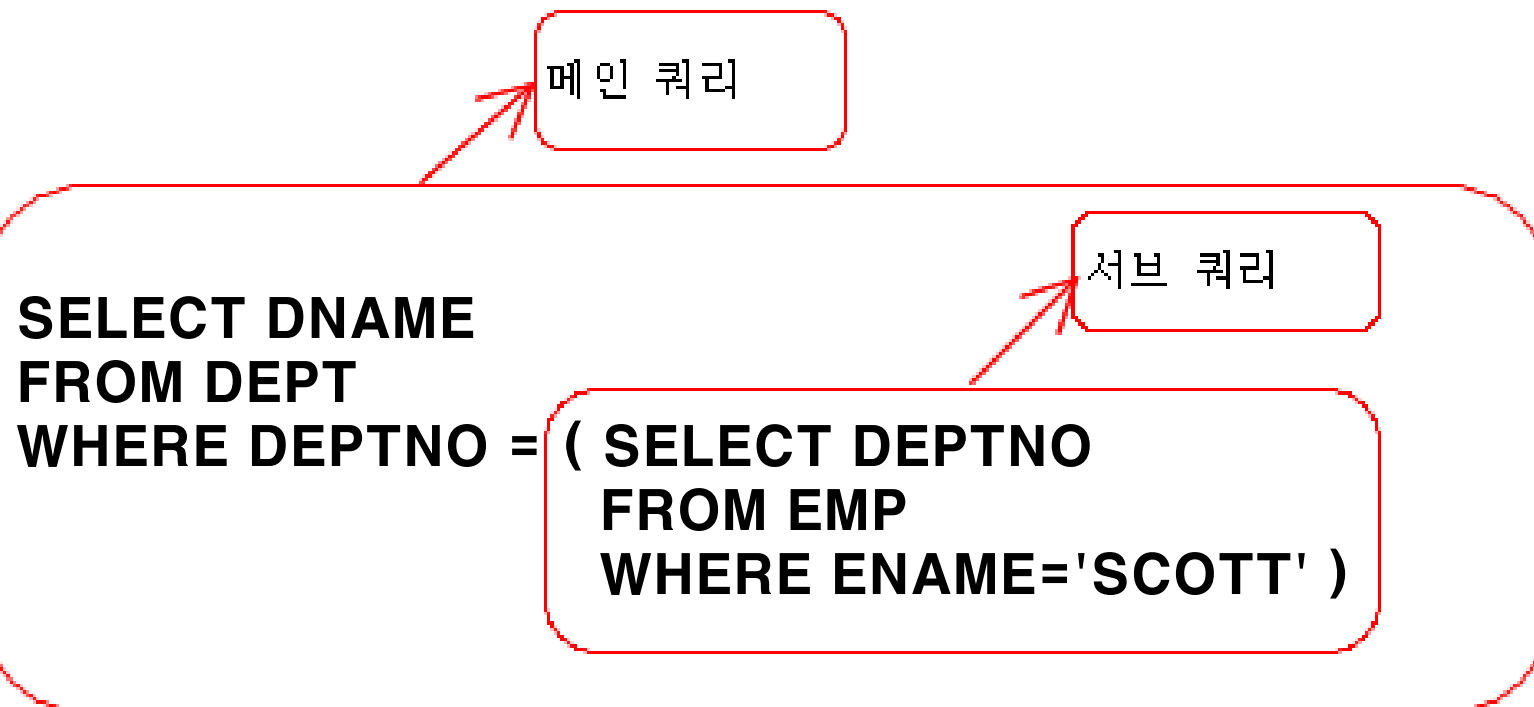 메인 쿼리
서브 쿼리
SELECT DNAME
FROM DEPT
WHERE DEPTNO = ( SELECT DEPTNO
FROM EMP
WHERE ENAME='SCOTT' )